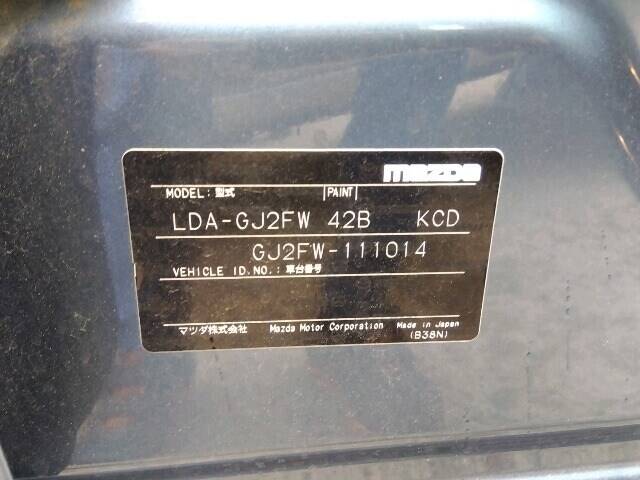 mazda
MODEL: 型式 PAINT
LDA-GJ2FW 42B KCD
GJ2FW-111014
VEHICLE ID.NO.: 車台番号
マツダ株式会社 Mazda Motor Corporation Made in Japan
(B38N)